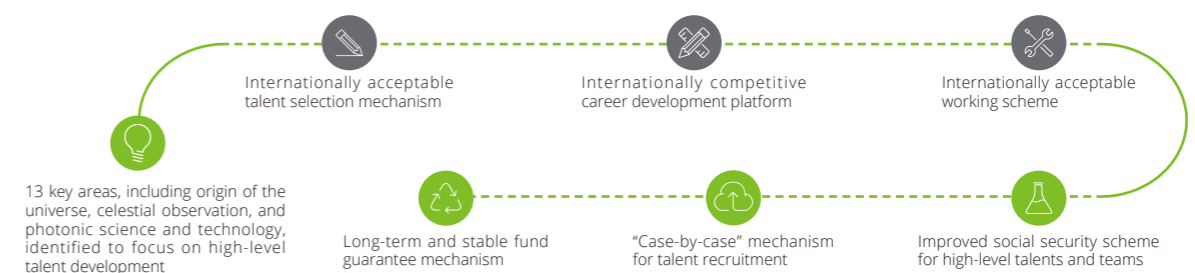 Internationally acceptable
talent selection mechanism
Internationally competitive
career development platform
Internationally acceptable
working scheme
13 key areas, including origin of the
universe, celestial observation, and
photonic science and technology,
identified to focus on high-level
talent development
Long-term and stable fund
guarantee mechanism
“Case-by-case” mechanism
for talent recruitment
Improved social security scheme
for high-level talents and teams